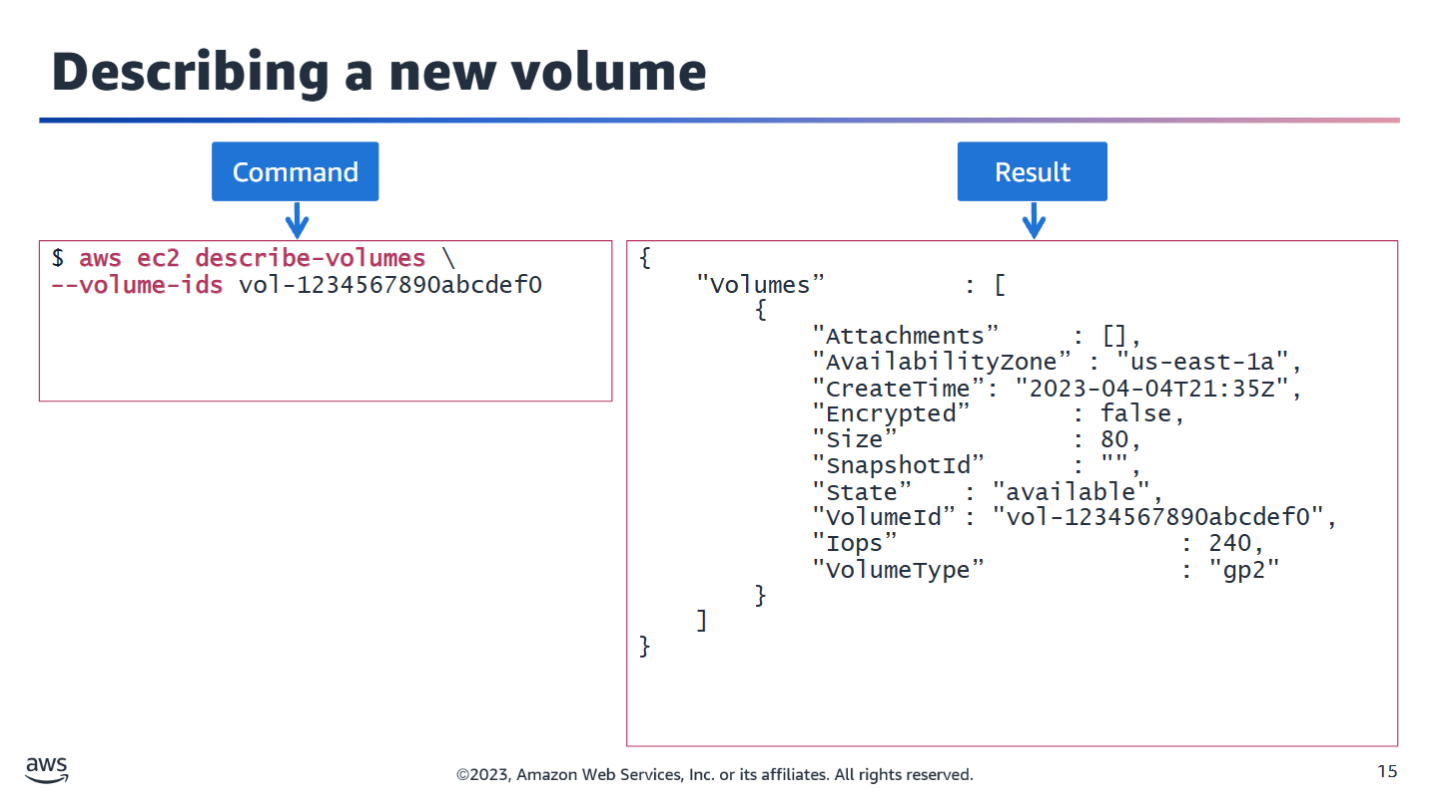 Describing a new volume
Command
$ aws ec2 describe-volumes \
--volume-ids vol-1234567890abcdef0
Result
{
"Volumes” : [
{
"Attachments” : [],
"AvailabilityZone” : "us-east-1a",
"CreateTime”: "2023-04-04T21:35Z",
"Encrypted” : false,
"Size” : 80,
"SnapshotId” : "",
"State” : "available",
"VolumeId” : "vol-1234567890abcdef0",
"Iops” : 240,
"VolumeType” : "gp2"
}
]
}
aws
©2023, Amazon Web Services, Inc. or its affiliates. All rights reserved.
15